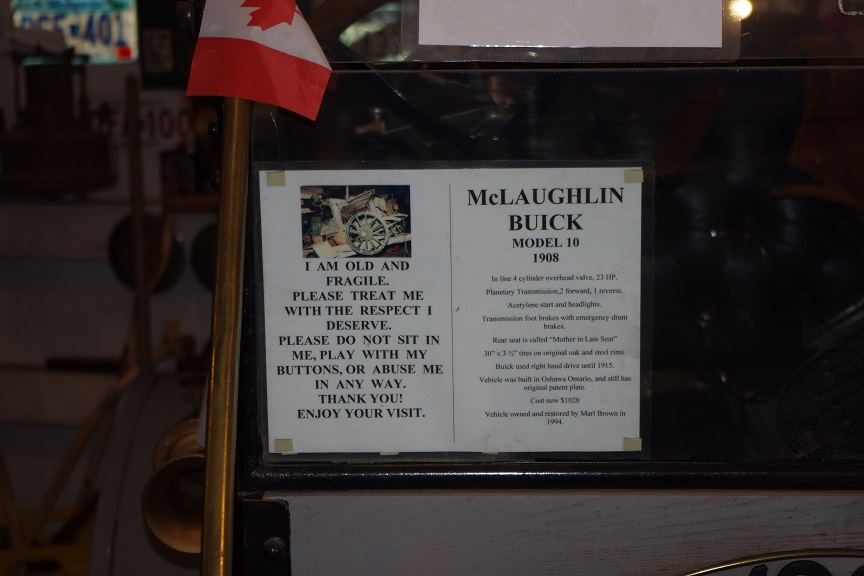 I AM OLD AND
FRAGILE.
PLEASE TREAT ME
WITH THE RESPECT I
DESERVE.
PLEASE DO NOT SIT IN
ME, PLAY WITH MY
BUTTONS, OR ABUSE ME
IN ANY WAY.
THANK YOU!
ENJOY YOUR VISIT.
McLAUGHLIN
BUICK
MODEL 10
1908
In line 4 cylinder overhead valve, 23 HP.
Planetary Transmission,2 forward, 1 reverse.
Acetylene start and headlights.
Transmission foot brakes with emergency drum
brakes.
Rear seat is called "Mother in Law Seat"
30" x 3 ½" tires on original oak and steel rims.
Buick used right hand drive until 1915.
Vehicle was built in Oshawa Ontario, and still has
original patent plate.
Cost new $1020
Vehicle owned and restored by Marl Brown in
1994.